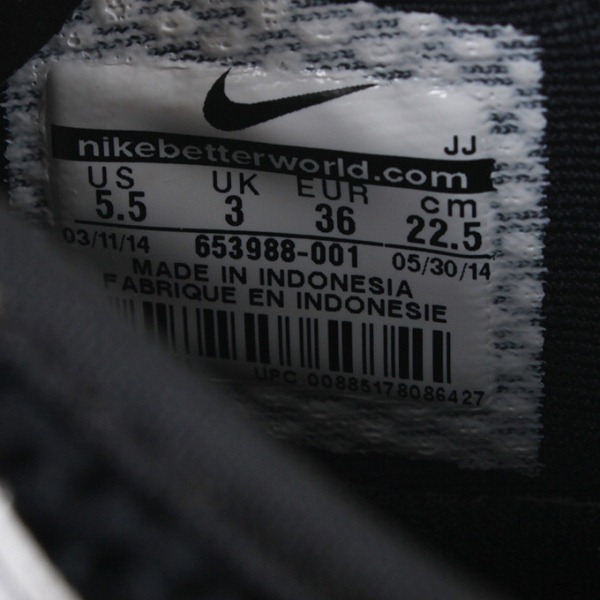 JJ
nikebetterworld.com
US UK EUR cm
5.5 3 36 22.5
03/11/14 653988-001 05/30/14
MADE IN INDONESIA
FABRIQUE EN INDONESIE
UPC 00885178086427